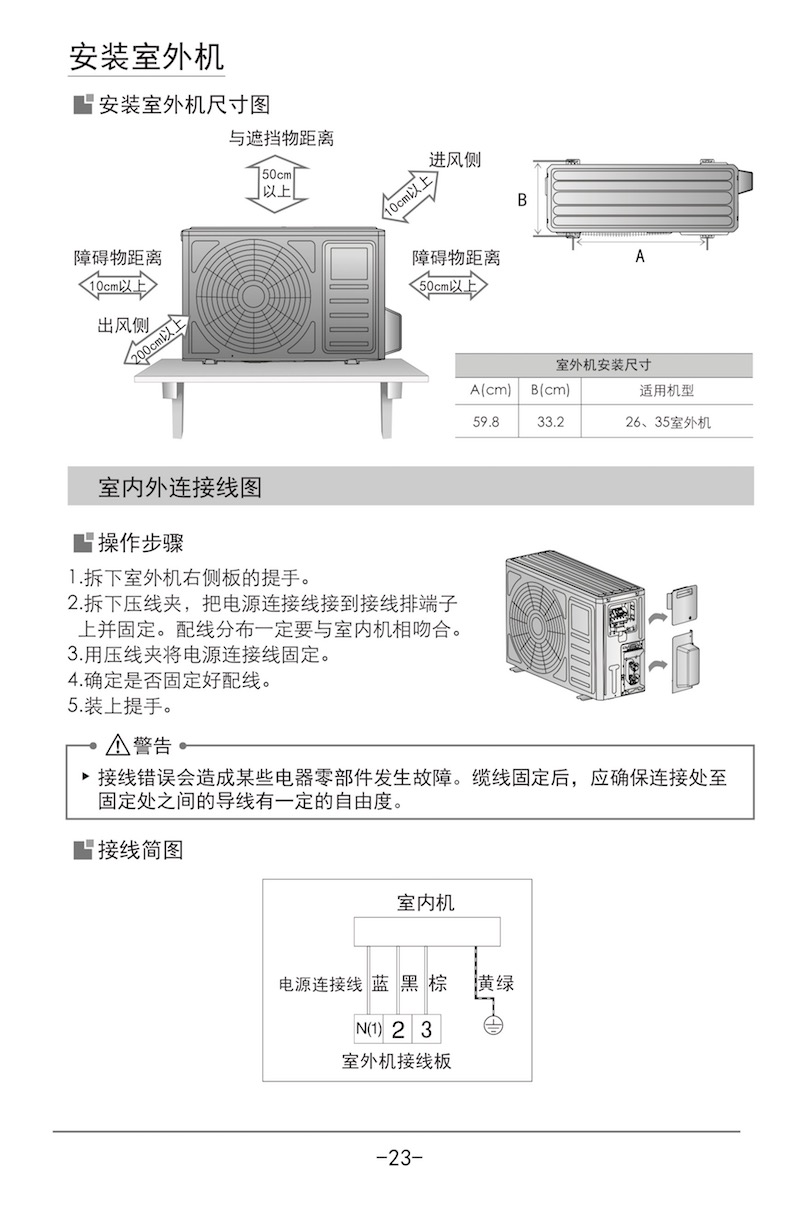 安装室外机
安装室外机尺寸图
与遮挡物距离
50cm
以上
进风侧
10cm以上
障碍物距离
10cm以上
障碍物距离
50cm以上
出风侧
200cm以上
B
A
室外机安装尺寸
A(cm) B(cm) 适用机型
59.8 33.2 26、35室外机
室内外连接线图
操作步骤
1.拆下室外机右侧板的提手。
2.拆下压线夹，把电源连接线接到接线排端子
上并固定。配线分布一定要与室内机相吻合。
3.用压线夹将电源连接线固定。
4.确定是否固定好配线。
5.装上提手。
警告
接线错误会造成某些电器零部件发生故障。缆线固定后，应确保连接处至
固定处之间的导线有一定的自由度。
接线简图
室内机
电源连接线 蓝 黑 棕 黄绿
N(1) 2 3
室外机接线板
-23-